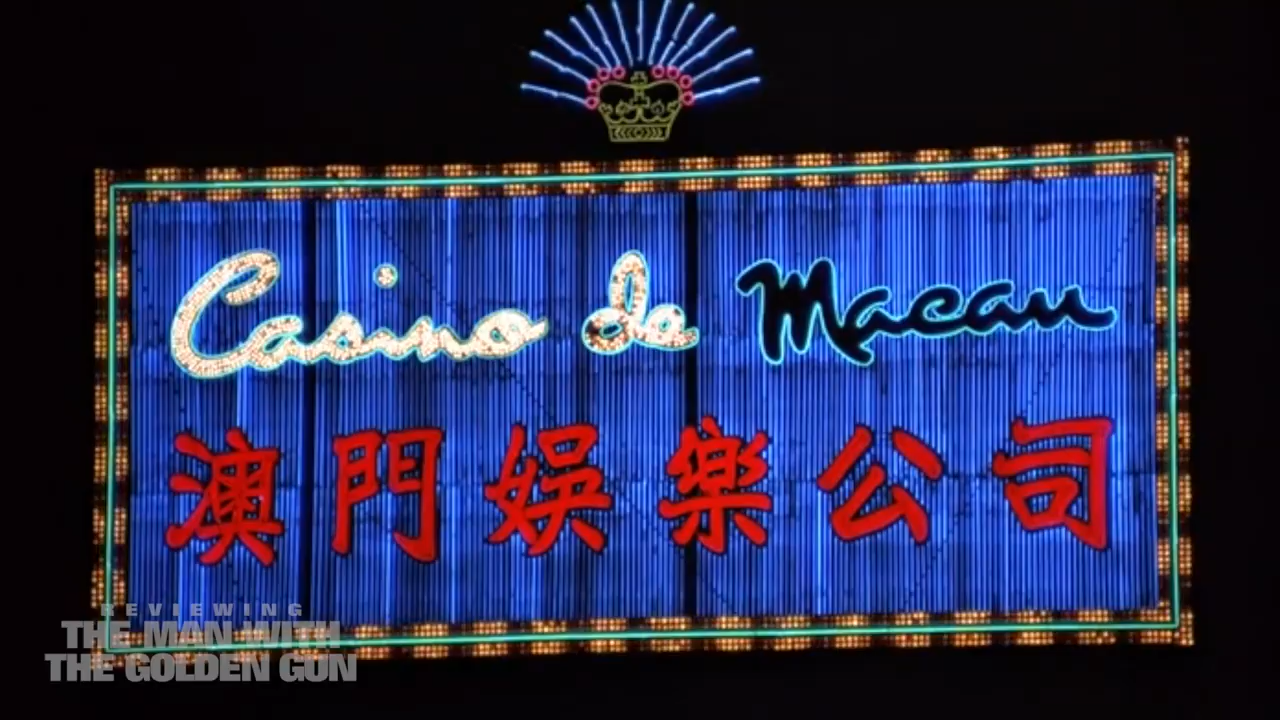 Casino de Macau
澳門娛樂公司
REVIEWING
THE MAN WITH
THE GOLDEN GUN